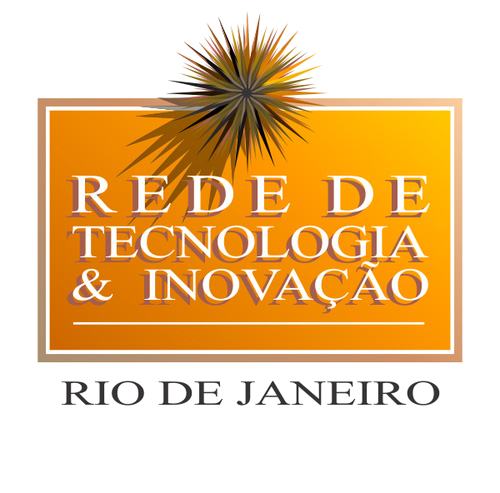 REDE DE
TECNOLOGIA
& INOVAÇÃO
RIO DE JANEIRO